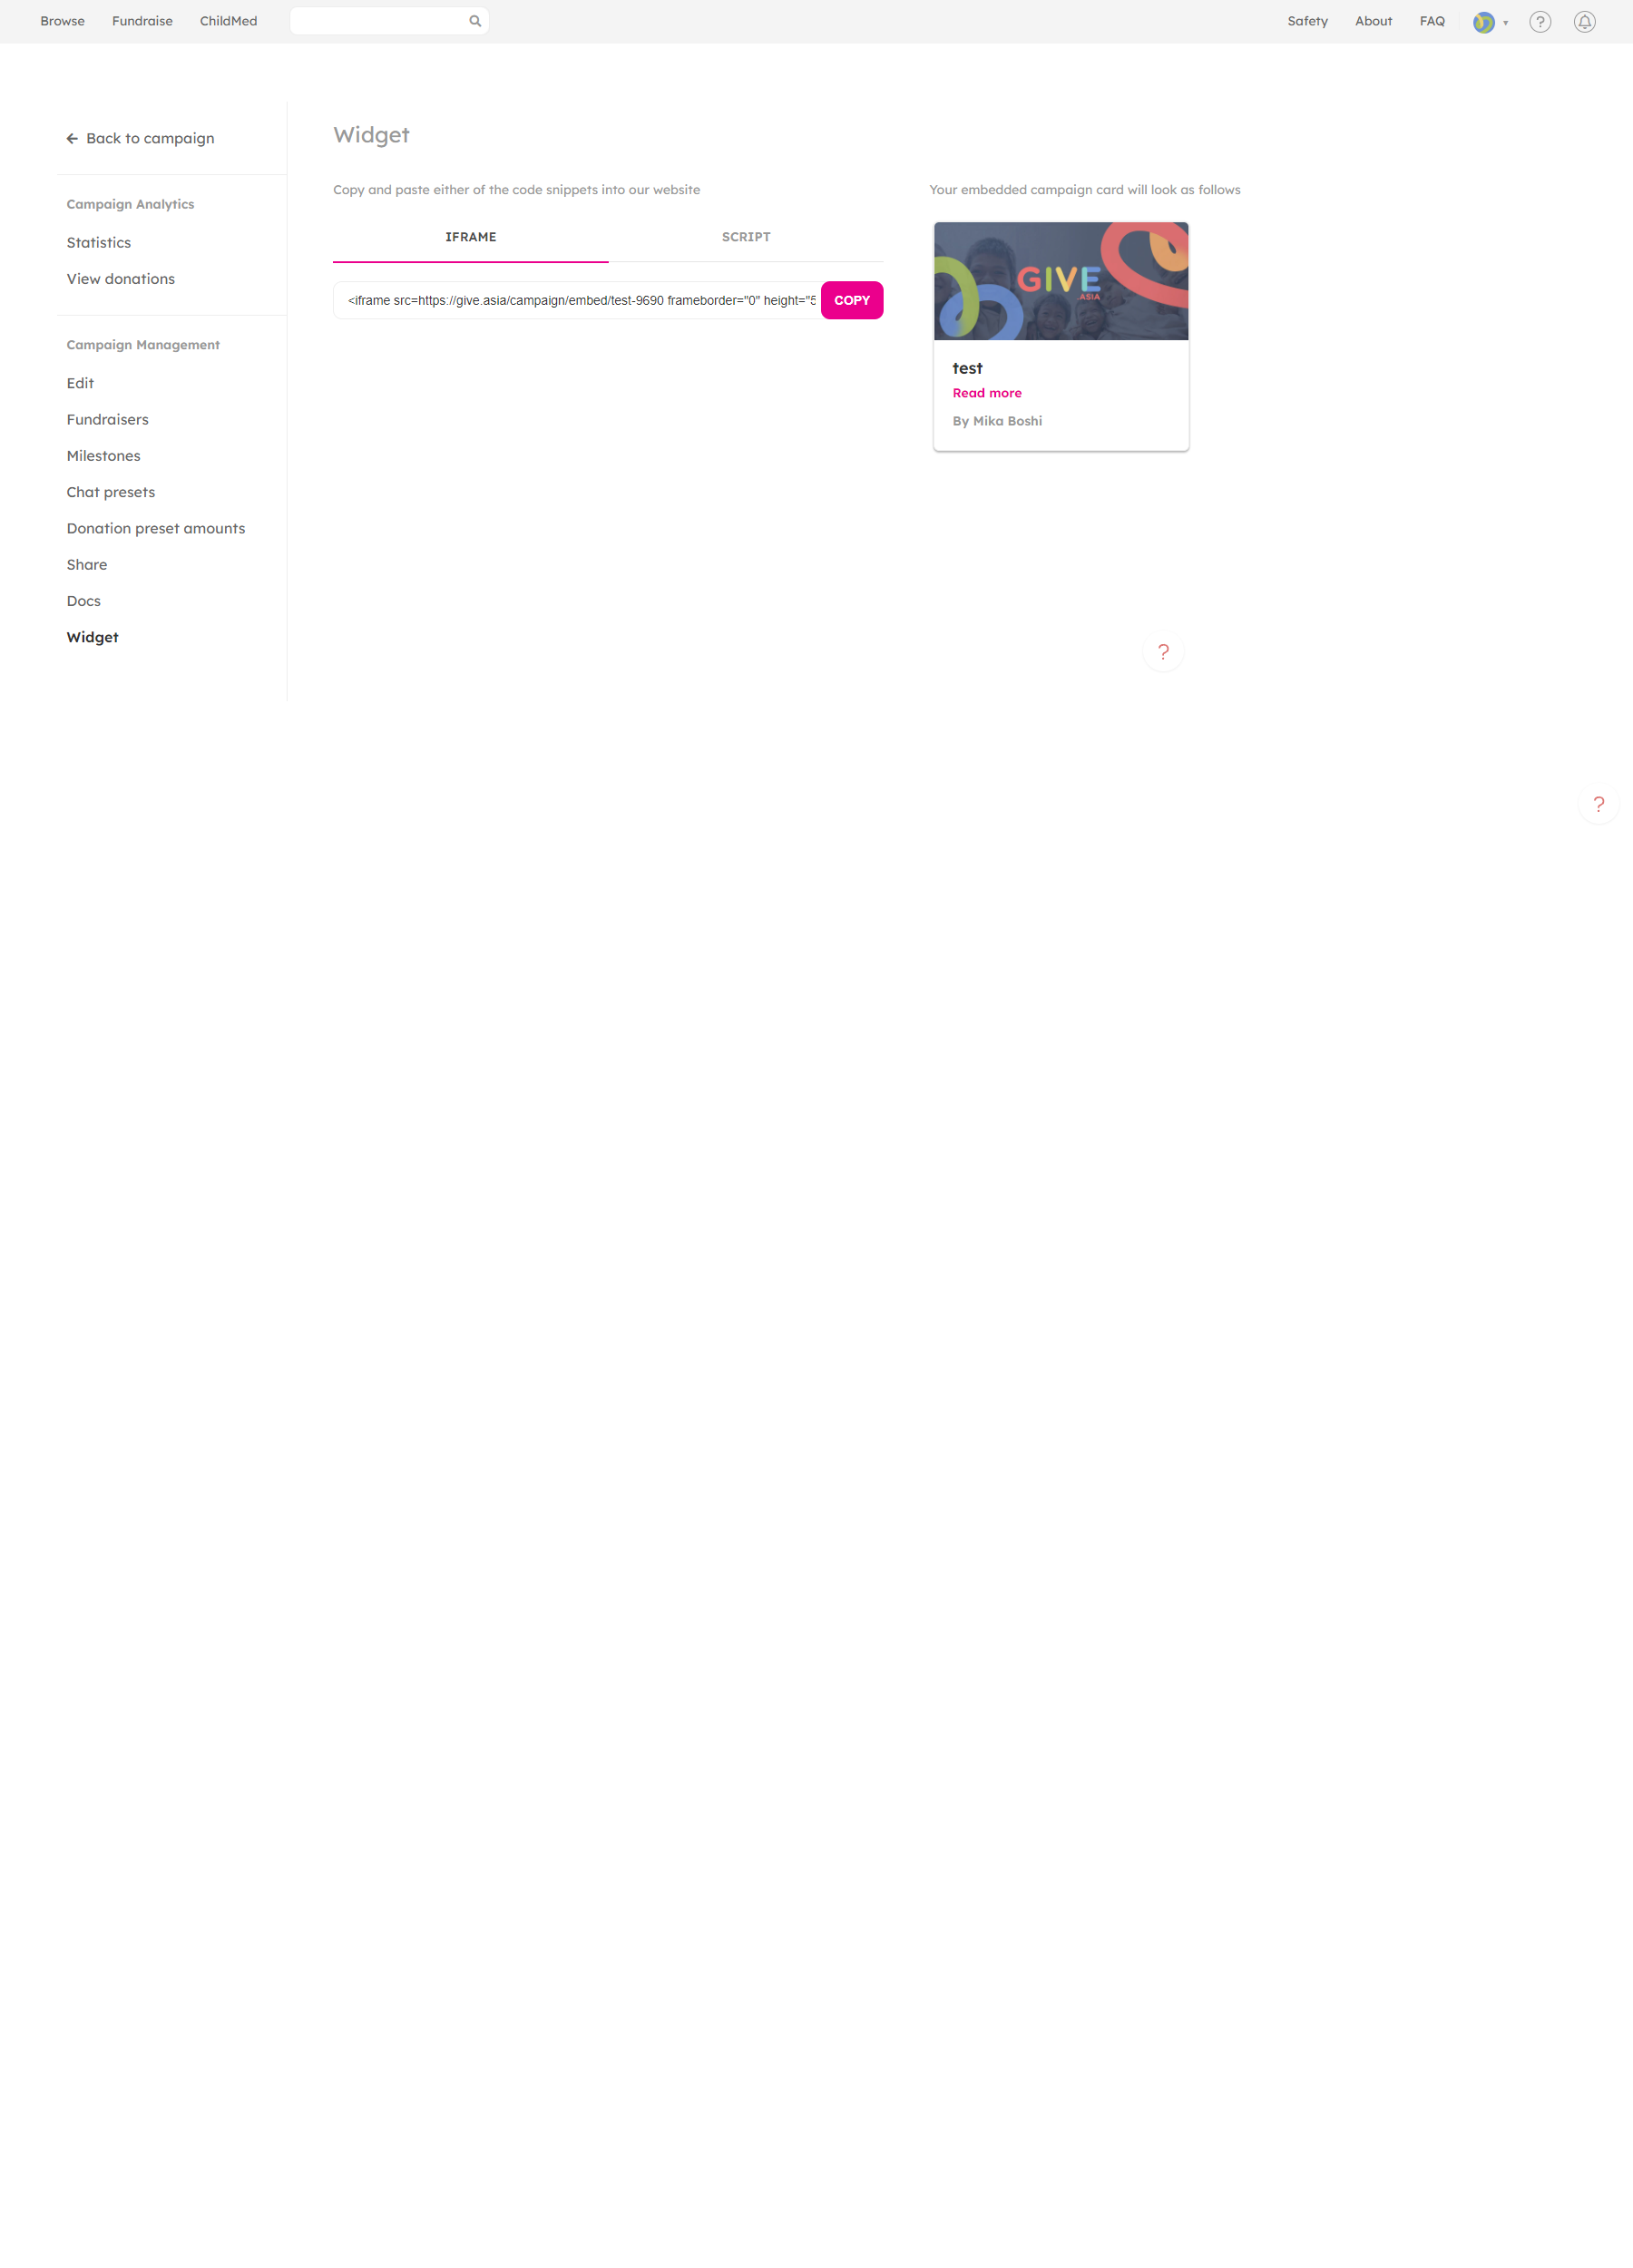 Browse Fundraise ChildMed Safety About FAQ
Back to campaign
Campaign Analytics
Statistics
View donations
Campaign Management
Edit
Fundraisers
Milestones
Chat presets
Donation preset amounts
Share
Docs
Widget
Widget
Copy and paste either of the code snippets into our website
IFRAME SCRIPT
<iframe src=https://give.asia/campaign/embed/test-9690 frameborder="0" height="5 COPY
Your embedded campaign card will look as follows
GIVE
.ASIA
test
Read more
By Mika Boshi
?
?